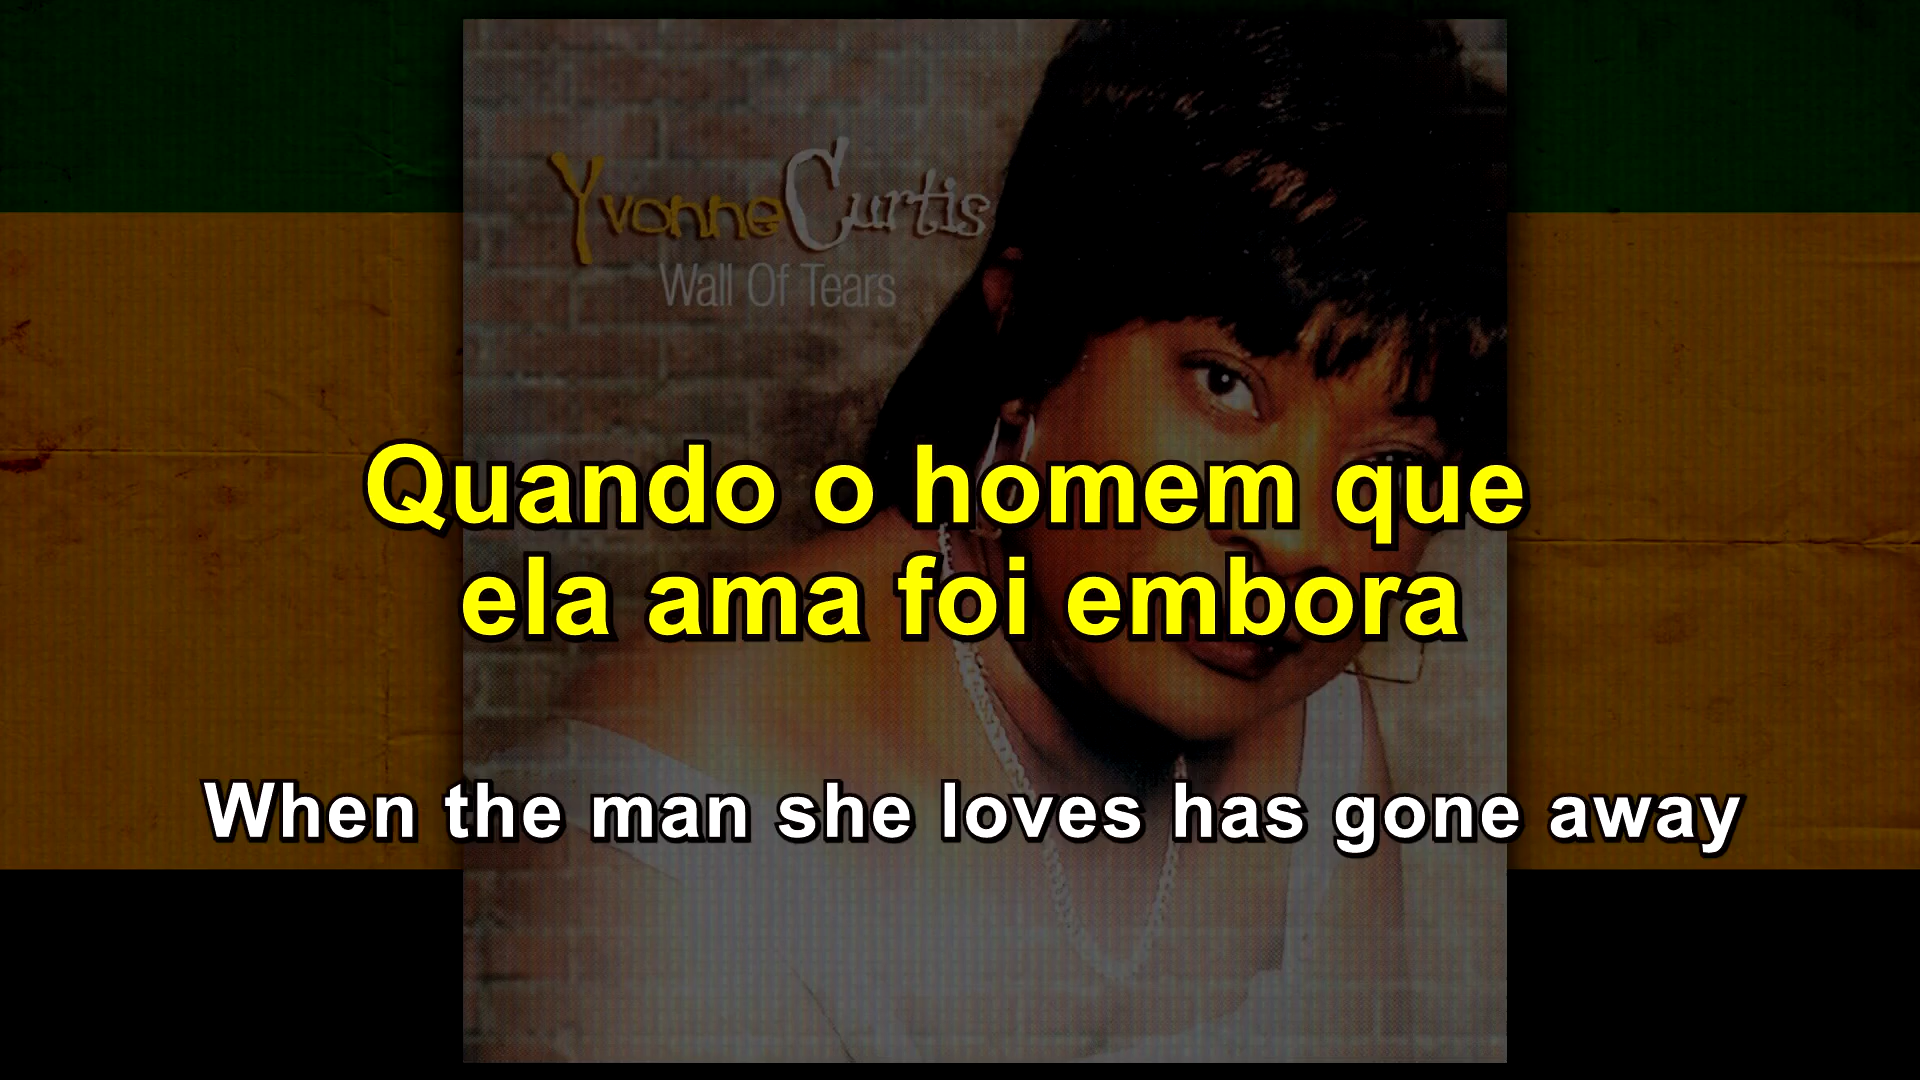 Yvonne Curtis
Wall Of Tears
Quando o homem que
ela ama foi embora
When the man she loves has gone away